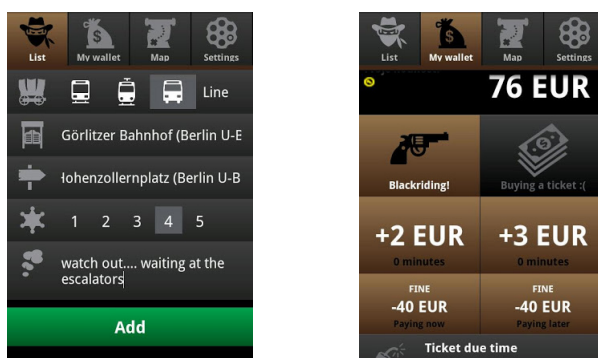 List My wallet Map Settings
Line
Görlitzer Bahnhof (Berlin U-B
Hohenzollernplatz (Berlin U-B
1 2 3 4 5
watch out.... waiting at the
escalators
Add
List My wallet Map Settings
76 EUR
Blackriding! Buying a ticket :(
+2 EUR +3 EUR
0 minutes 0 minutes
FINE FINE
-40 EUR -40 EUR
Paying now Paying later
Ticket due time